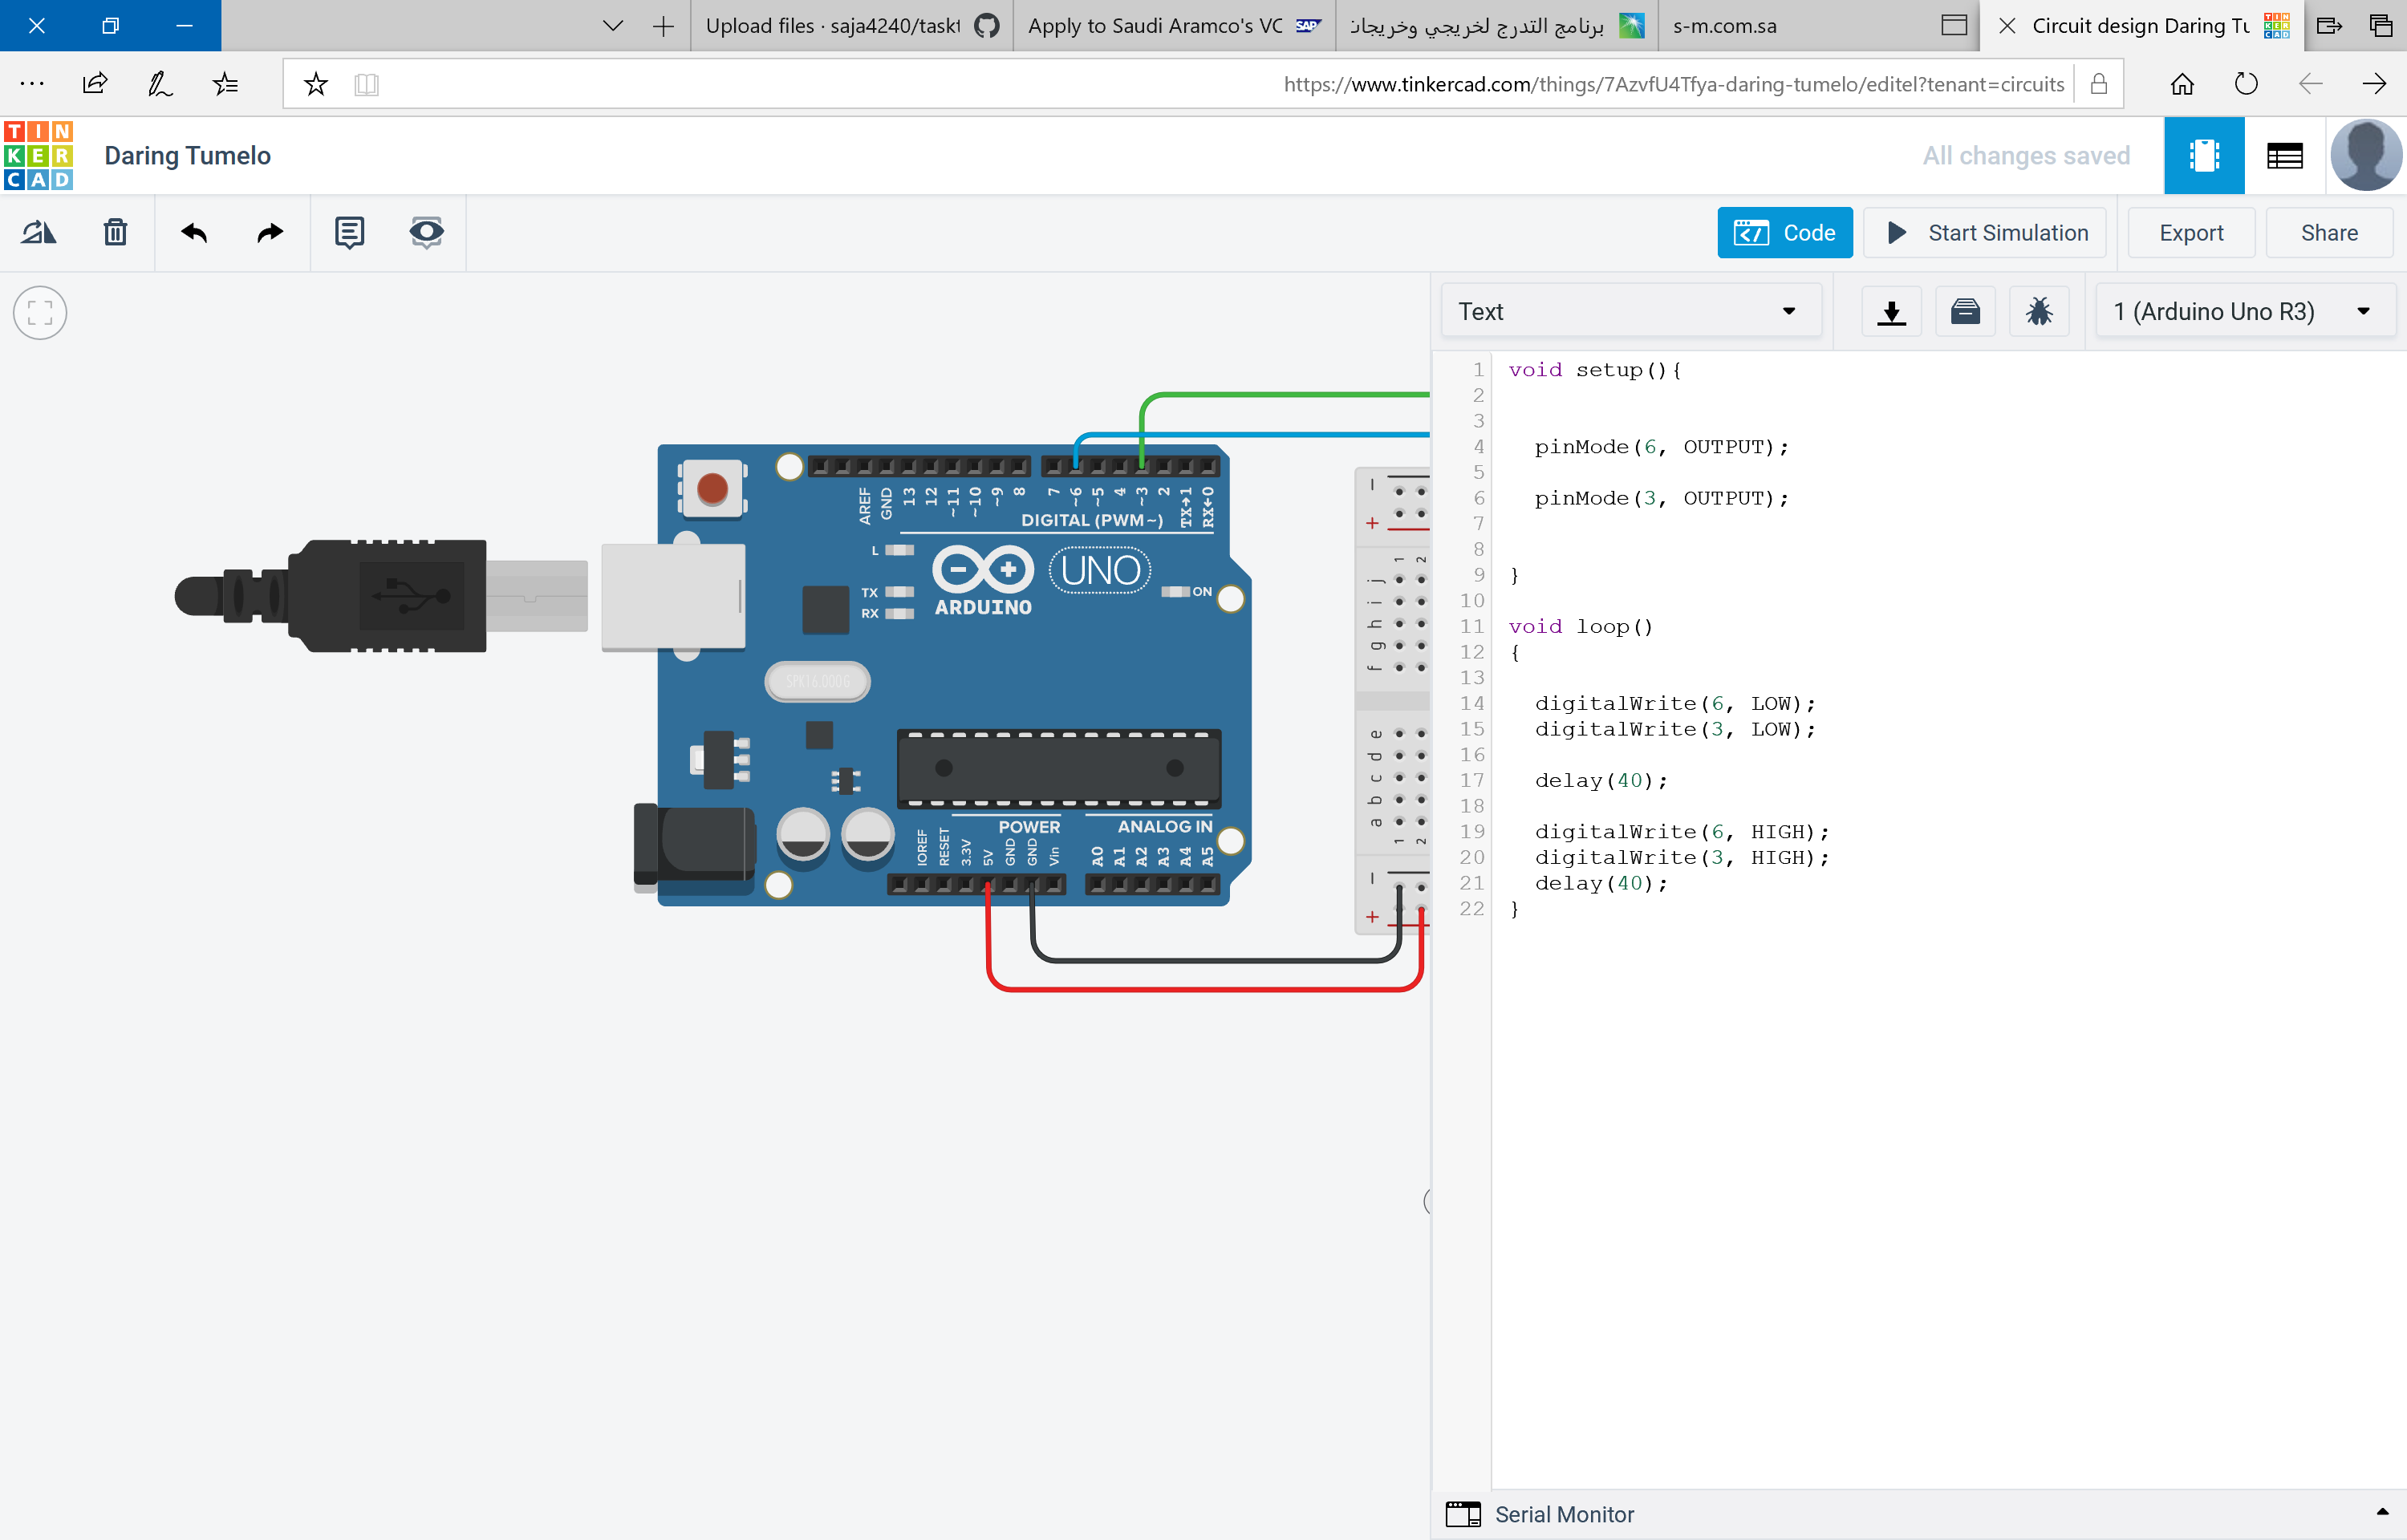 Upload files · saja4240/taskt
Apply to Saudi Aramco's VC
SAP
برنامج التدرج لخريجي وخريجات
s-m.com.sa
Circuit design Daring Tu
https://www.tinkercad.com/things/7AzvfU4Tfya-daring-tumelo/editel?tenant=circuits
TIN
KER
CAD
Daring Tumelo
All changes saved
Code
Start Simulation
Export
Share
Text
1 (Arduino Uno R3)
AREF
GND
13
12
~11
~10
~9
8
7
~6
~5
4
~3
2
TX→1
RX←0
DIGITAL (PWM~)
L
TX
RX
ARDUINO
UNO
ON
SPK16.000G
POWER
ANALOG IN
IOREF
RESET
3.3V
5V
GND
GND
Vin
A0
A1
A2
A3
A4
A5
1 2
j
i
h
g
f
e
d
c
b
a
1 2
1 void setup(){
2
3
4 pinMode(6, OUTPUT);
5
6 pinMode(3, OUTPUT);
7
8
9 }
10
11 void loop()
12 {
13
14 digitalWrite(6, LOW);
15 digitalWrite(3, LOW);
16
17 delay(40);
18
19 digitalWrite(6, HIGH);
20 digitalWrite(3, HIGH);
21 delay(40);
22 }
Serial Monitor